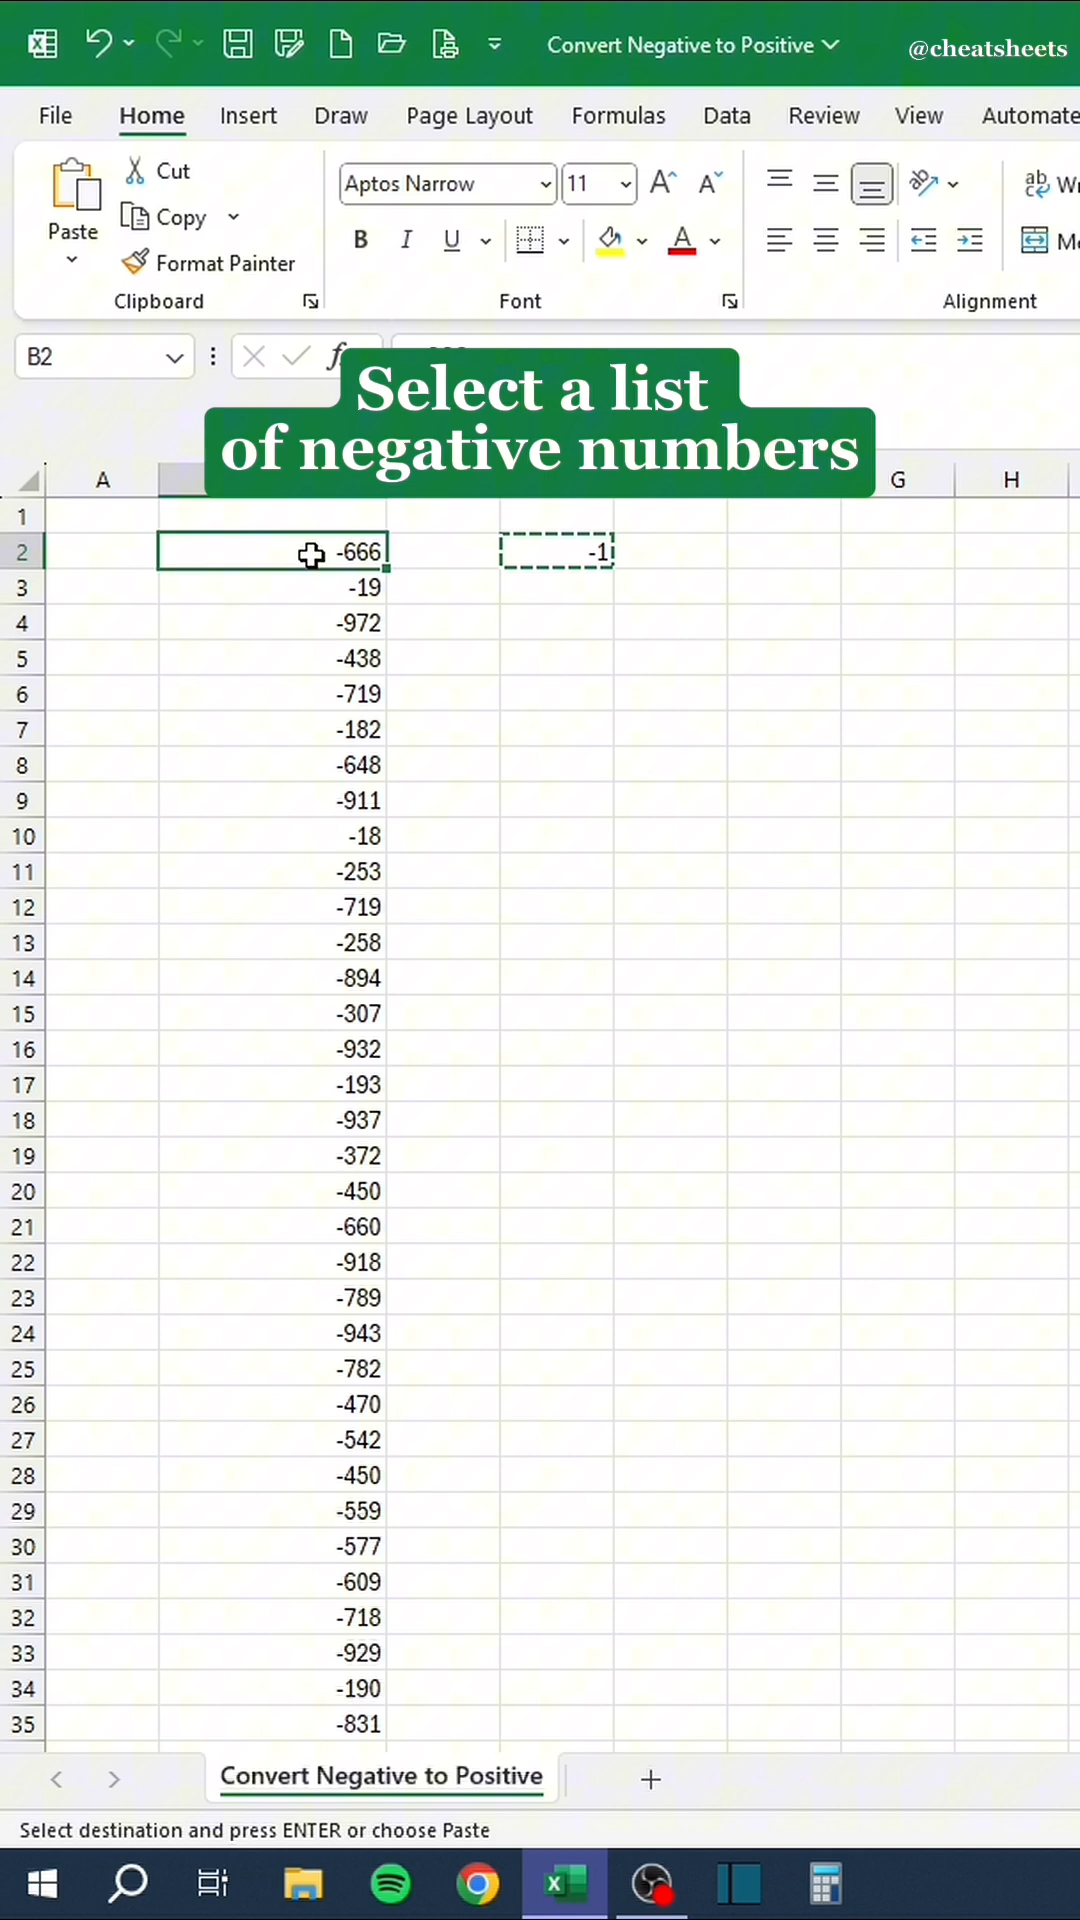 Convert Negative to Positive
@cheatsheets
File Home Insert Draw Page Layout Formulas Data Review View Automate
Paste
Cut
Copy
Format Painter
Clipboard
Aptos Narrow 11
B I U A
Font
ab
Alignment
B2
Select a list
of negative numbers
A G H
1
2 -666 -1
3 -19
4 -972
5 -438
6 -719
7 -182
8 -648
9 -911
10 -18
11 -253
12 -719
13 -258
14 -894
15 -307
16 -932
17 -193
18 -937
19 -372
20 -450
21 -660
22 -918
23 -789
24 -943
25 -782
26 -470
27 -542
28 -450
29 -559
30 -577
31 -609
32 -718
33 -929
34 -190
35 -831
Convert Negative to Positive
Select destination and press ENTER or choose Paste